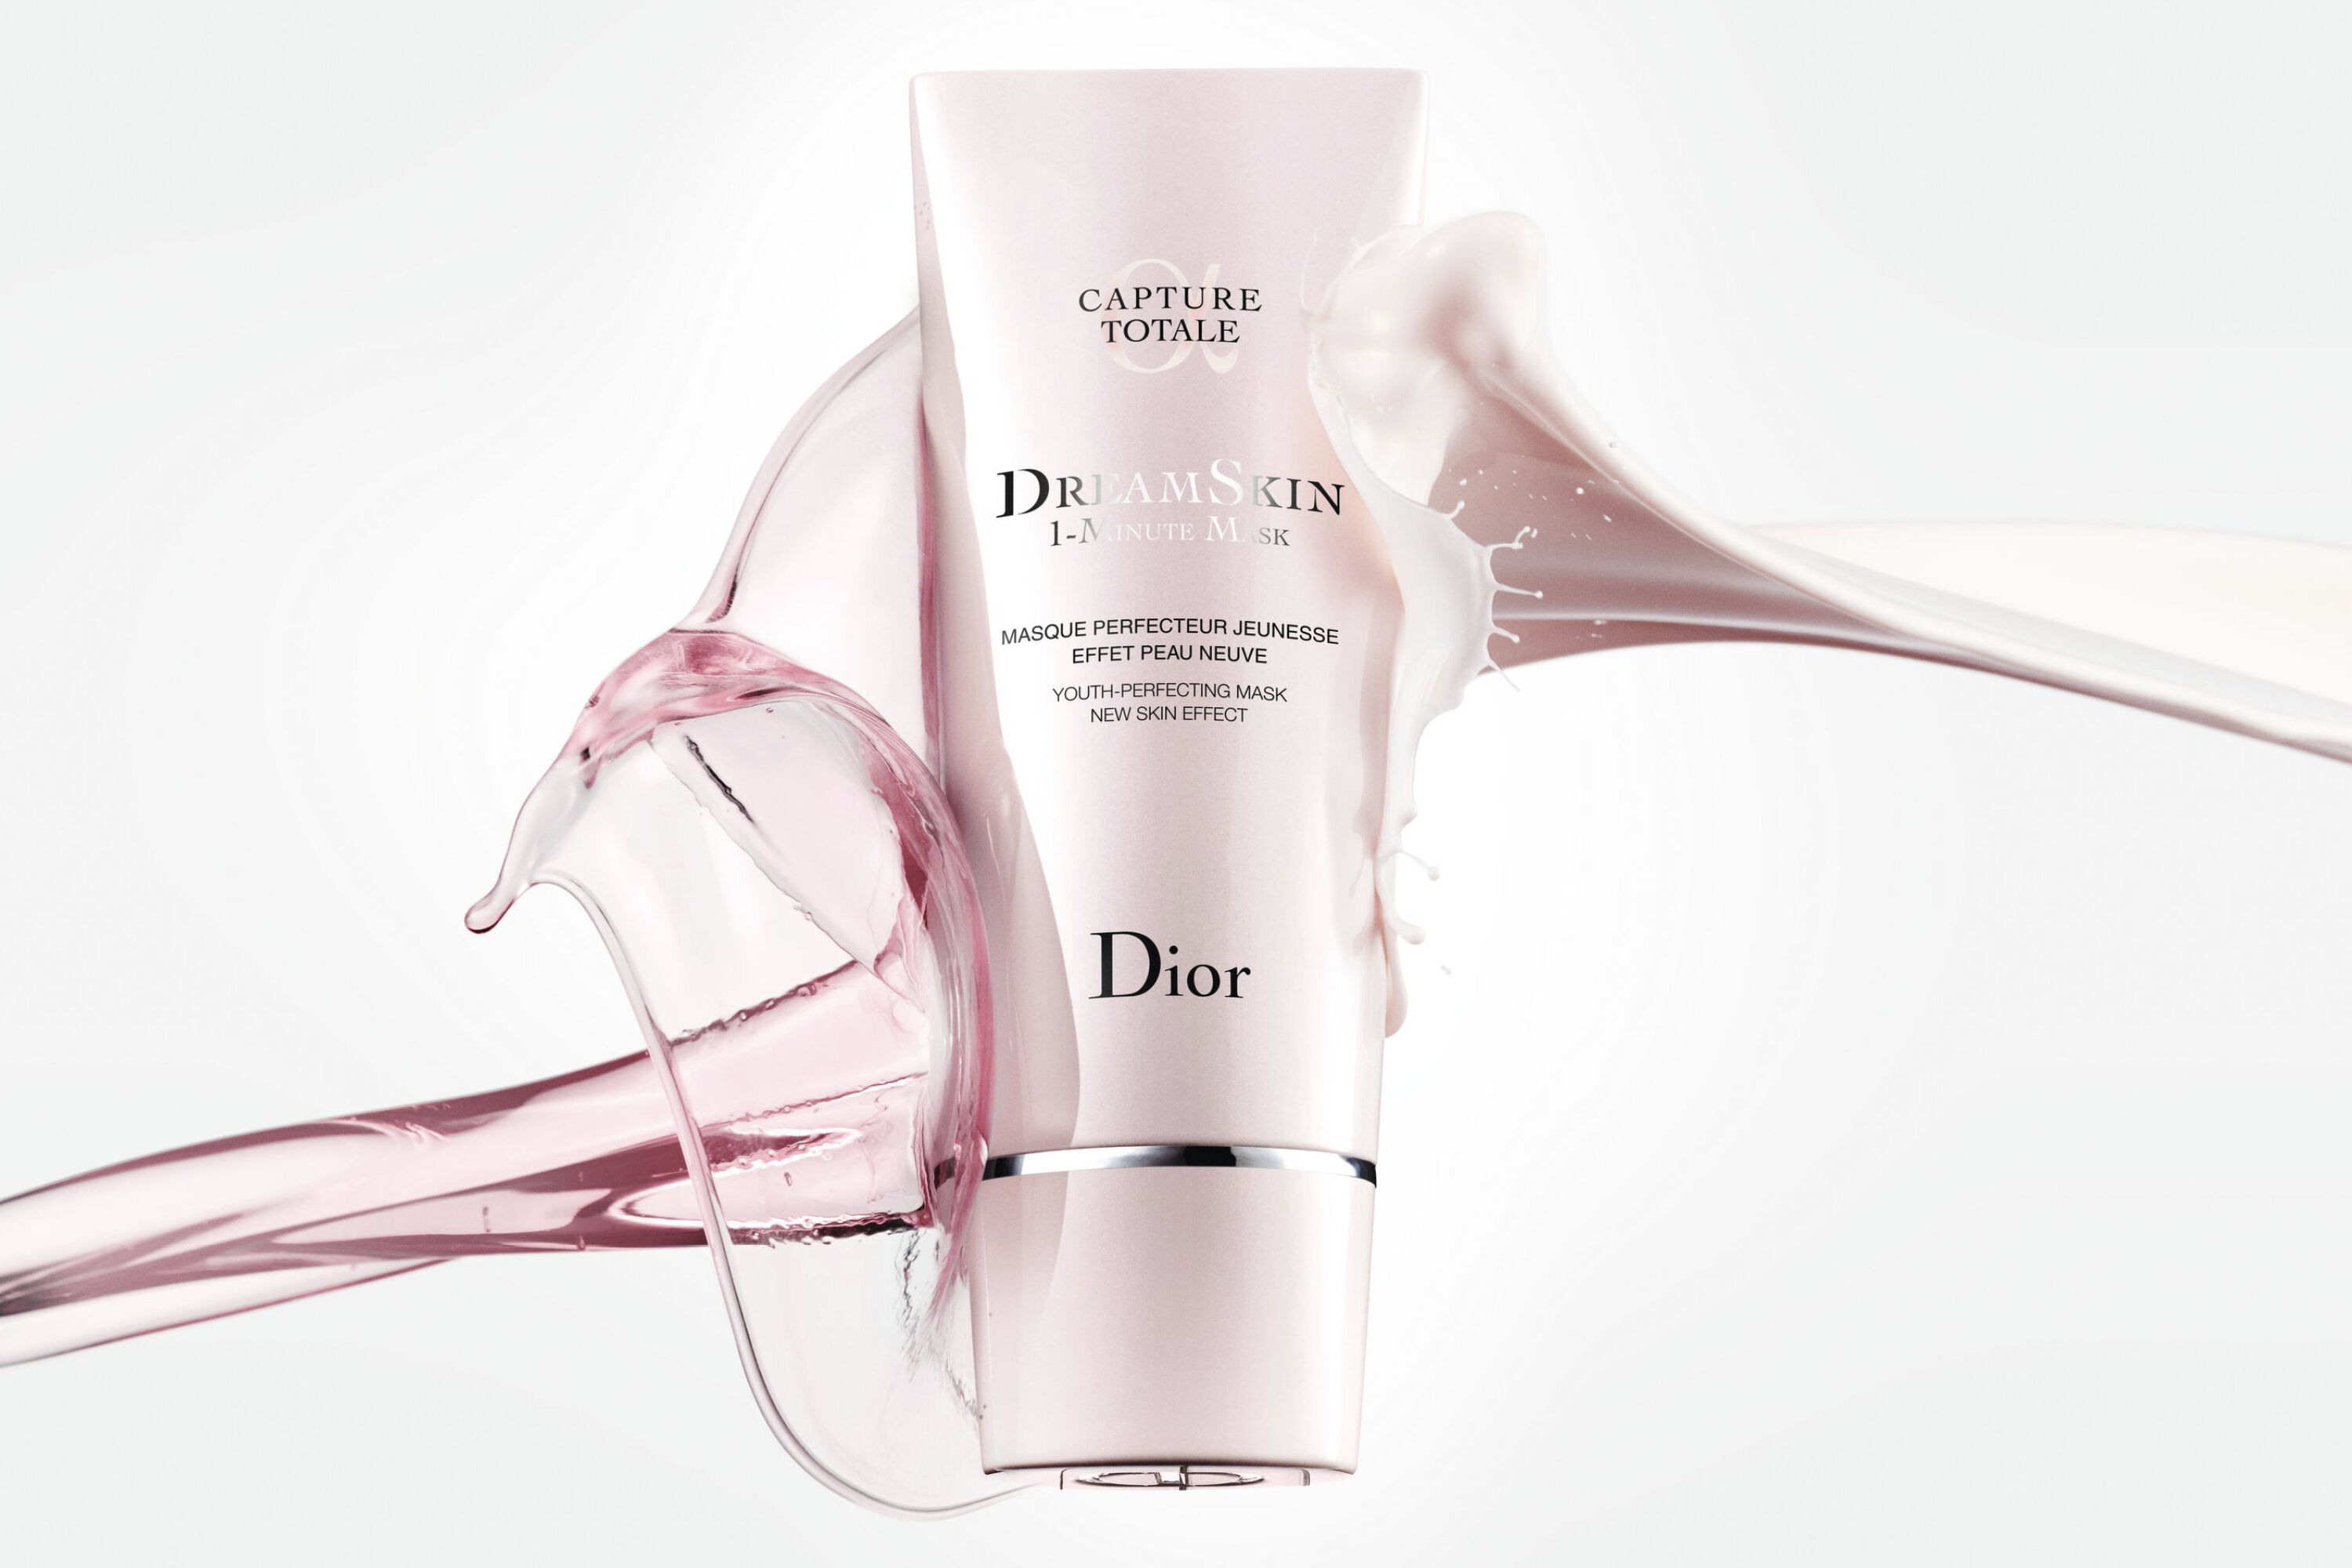 CAPTURE
TOTALE
DREAMSKIN
1-MINUTE MASK
MASQUE PERFECTEUR JEUNESSE
EFFET PEAU NEUVE
YOUTH-PERFECTING MASK
NEW SKIN EFFECT
Dior